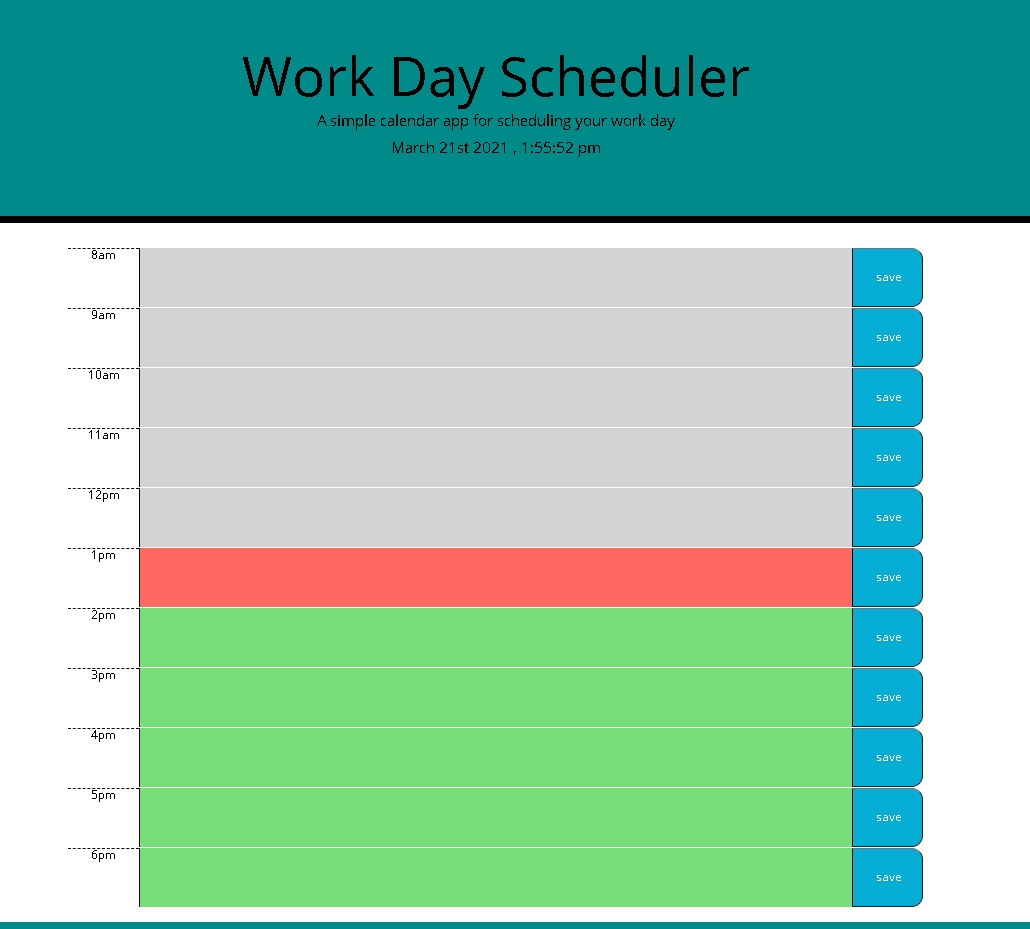 Work Day Scheduler
A simple calendar app for scheduling your work day
March 21st 2021 , 1:55:52 pm
8am save
9am save
10am save
11am save
12pm save
1pm save
2pm save
3pm save
4pm save
5pm save
6pm save